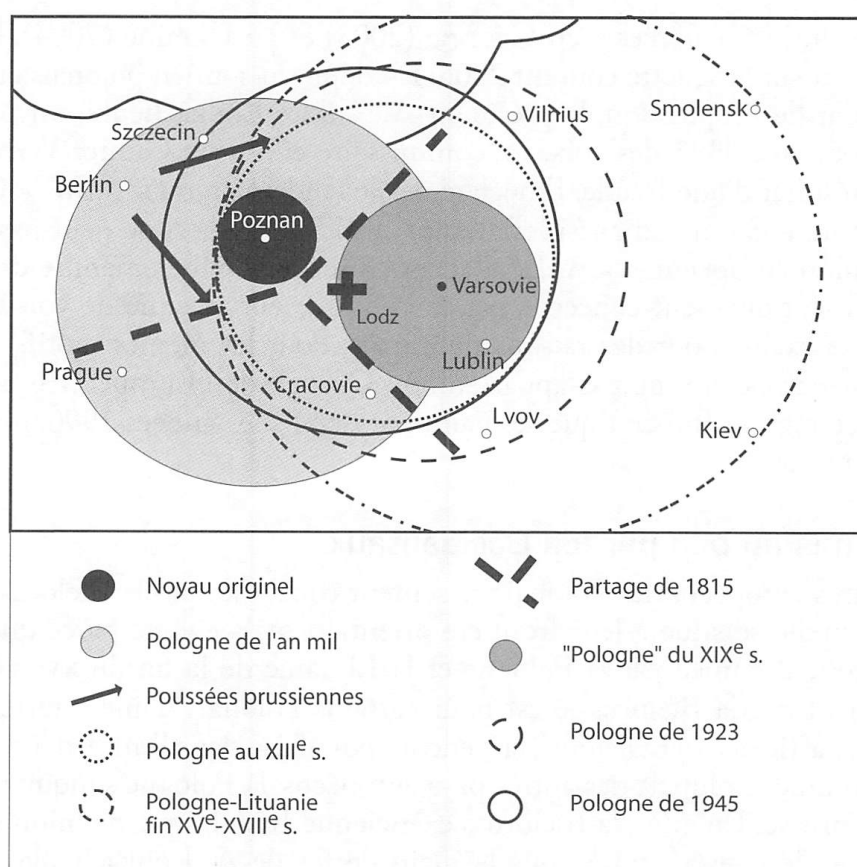 Szczecin
Vilnius
Smolensk
Berlin
Poznan
Varsovie
Lodz
Prague
Cracovie
Lublin
Lvov
Kiev
Noyau originel
Pologne de l'an mil
Poussées prussiennes
Pologne au XIIIe s.
Pologne-Lituanie
fin XVe-XVIIIe s.
Partage de 1815
"Pologne" du XIXe s.
Pologne de 1923
Pologne de 1945